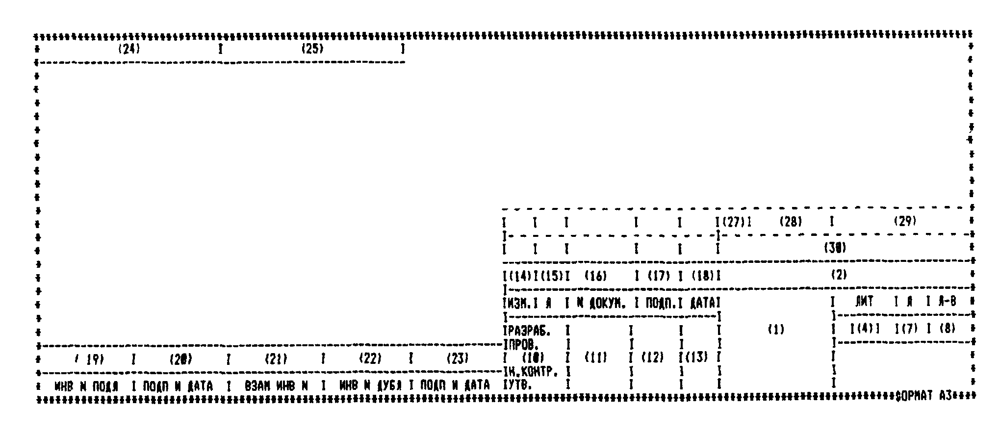 (24) I (25) I
I I I I I I(27)I (28) I (29)
I I I I I I (30)
I(14)I(15)I (16) I (17) I (18)I (2)
IИЗМ.I Л I N ДОКУМ. I ПОДП.I ДАТАI I ЛИТ I Л I Л-В
IРАЗРАБ. I I I I (1) I I(4)I I(7) I (8)
IПРОВ. I I I I I
(19) I (20) I (21) I (22) I (23) I (10) I (11) I (12) I(13) I I
IН.КОНТР. I I I I I
ИНВ N ПОДЛ I ПОДП И ДАТА I ВЗАМ ИНВ N I ИНВ N ДУБЛ I ПОДП И ДАТА IУТВ. I I I I I
ФОРМАТ А3